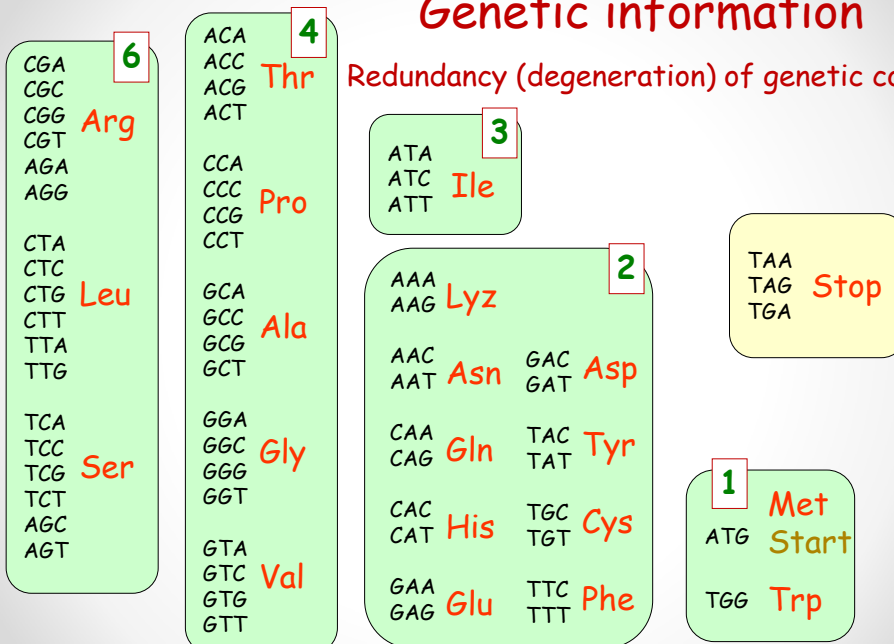 Genetic information
Redundancy (degeneration) of genetic co
6
CGA
CGC
CGG
CGT
AGA
AGG
Arg
CTA
CTC
CTG
CTT
TTA
TTG
Leu
TCA
TCC
TCG
TCT
AGC
AGT
Ser
4
ACA
ACC
ACG
ACT
Thr
CCA
CCC
CCG
CCT
Pro
GCA
GCC
GCG
GCT
Ala
GGA
GGC
GGG
GGT
Gly
GTA
GTC
GTG
GTT
Val
3
ATA
ATC
ATT
Ile
2
AAA
AAG
Lyz
AAC
AAT
Asn
GAC
GAT
Asp
CAA
CAG
Gln
TAC
TAT
Tyr
CAC
CAT
His
TGC
TGT
Cys
GAA
GAG
Glu
TTC
TTT
Phe
TAA
TAG
TGA
Stop
1
ATG
Met
Start
TGG
Trp